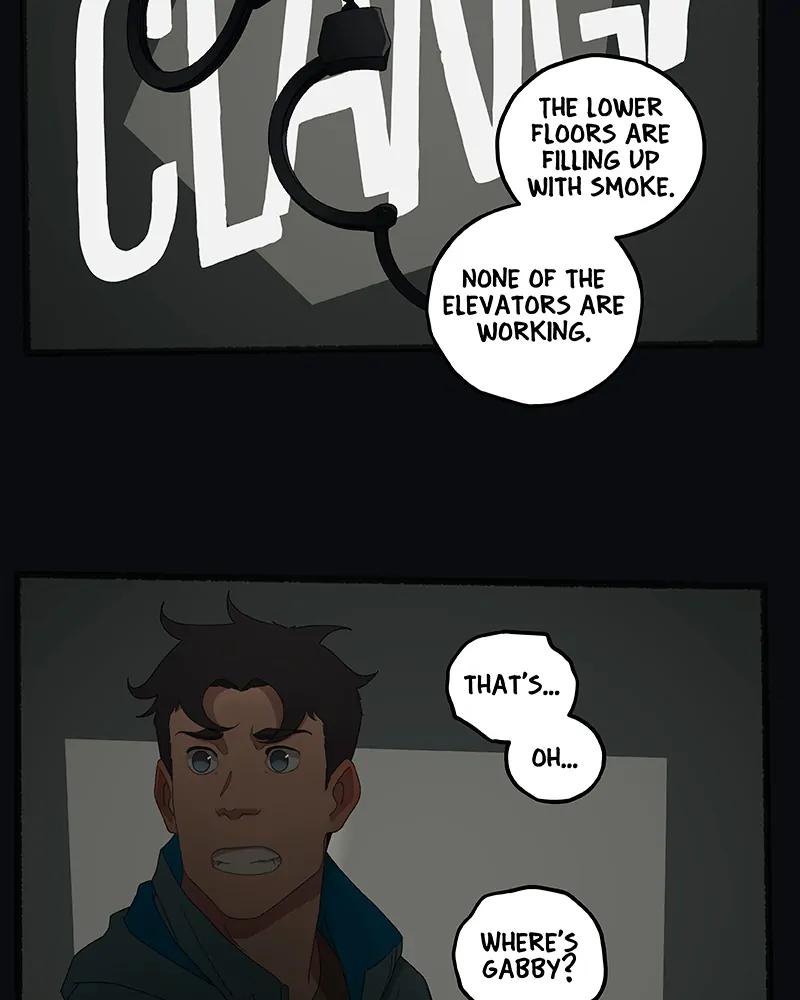 CLANG!
THE LOWER
FLOORS ARE
FILLING UP
WITH SMOKE.
NONE OF THE
ELEVATORS ARE
WORKING.
THAT'S...
OH...
WHERE'S
GABBY?